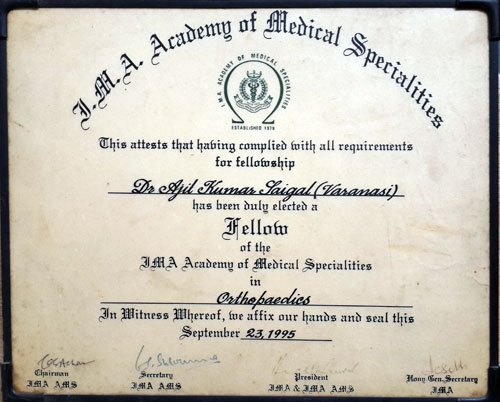 I.M.A. Academy of Medical Specialities
I M A ACADEMY OF MEDICAL SPECIALITIES
ESTABLISHED 1978
This attests that having complied with all requirements
for fellowship
Dr Ajit Kumar Saigal (Varanasi)
has been duly elected a
Fellow
of the
IMA Academy of Medical Specialities
in
Orthopaedics
In Witness Whereof, we affix our hands and seal this
September 23, 1995
Chairman Secretary President Hony. Gen. Secretary
IMA AMS IMA AMS IMA & IMA AMS IMA